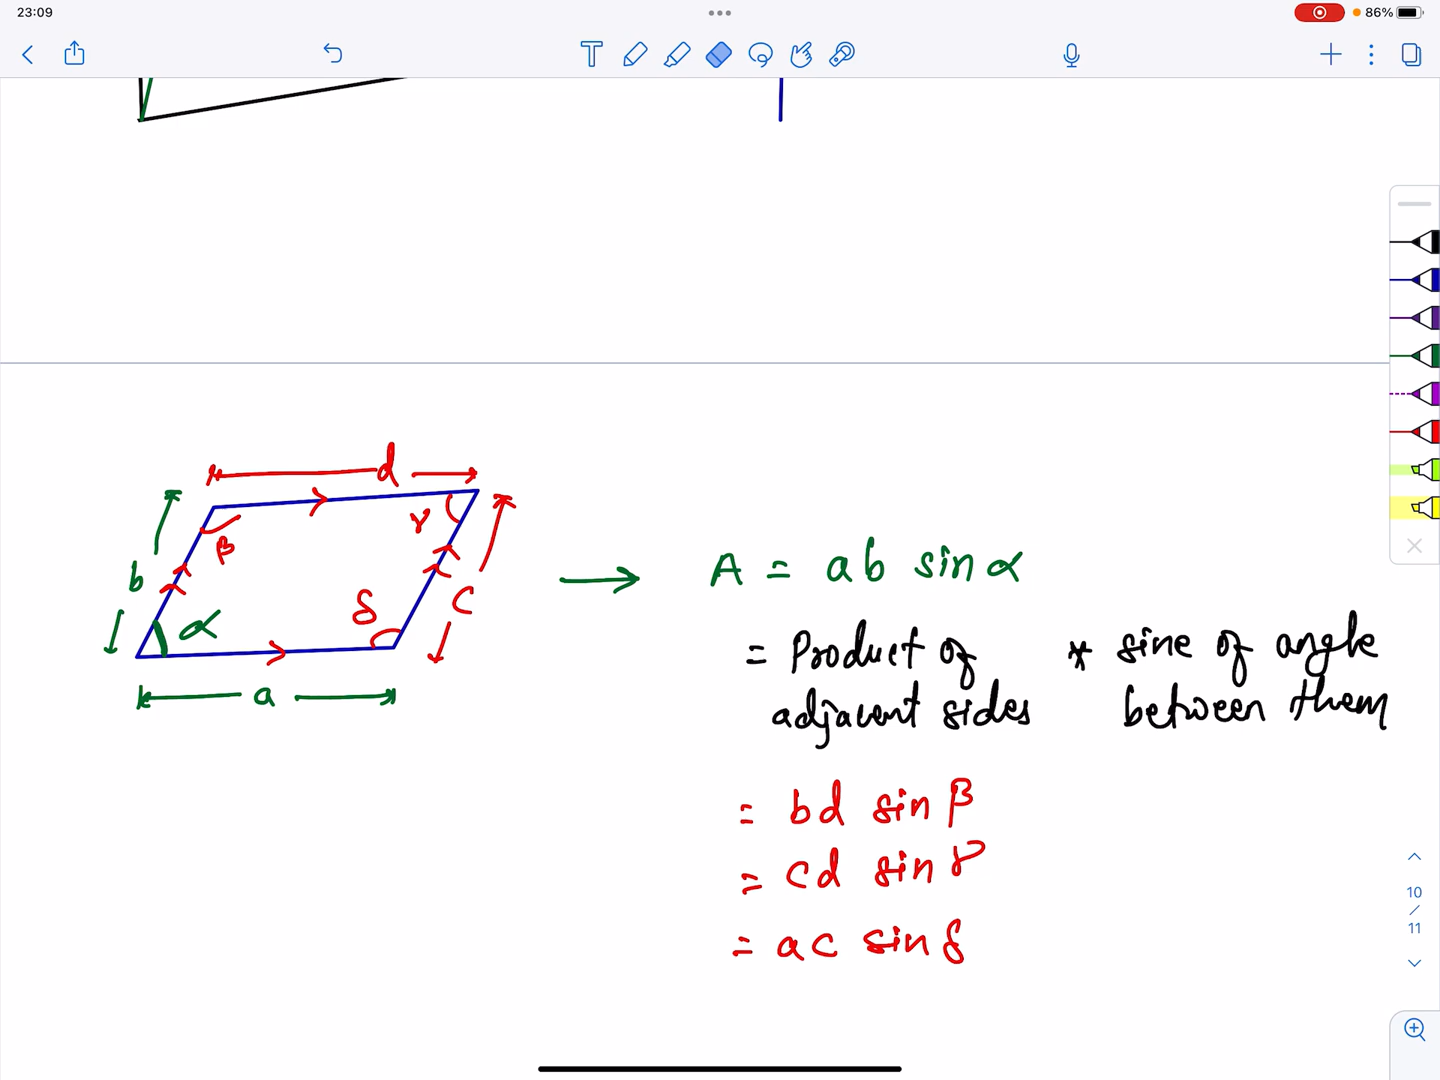 23:09
86%
T
d
γ
β
b
α
δ
c
a
A = ab sin α
= Product of adjacent sides * sine of angle between them
= bd sin β
= cd sin γ
= ac sin δ
10
/
11